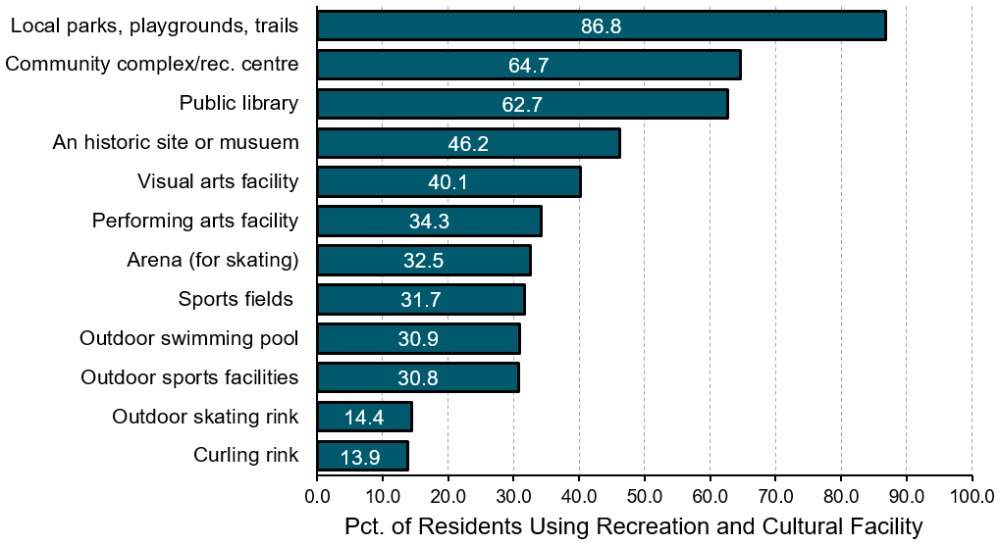 Local parks, playgrounds, trails 86.8
Community complex/rec. centre 64.7
Public library 62.7
An historic site or musuem 46.2
Visual arts facility 40.1
Performing arts facility 34.3
Arena (for skating) 32.5
Sports fields 31.7
Outdoor swimming pool 30.9
Outdoor sports facilities 30.8
Outdoor skating rink 14.4
Curling rink 13.9
0.0 10.0 20.0 30.0 40.0 50.0 60.0 70.0 80.0 90.0 100.0
Pct. of Residents Using Recreation and Cultural Facility